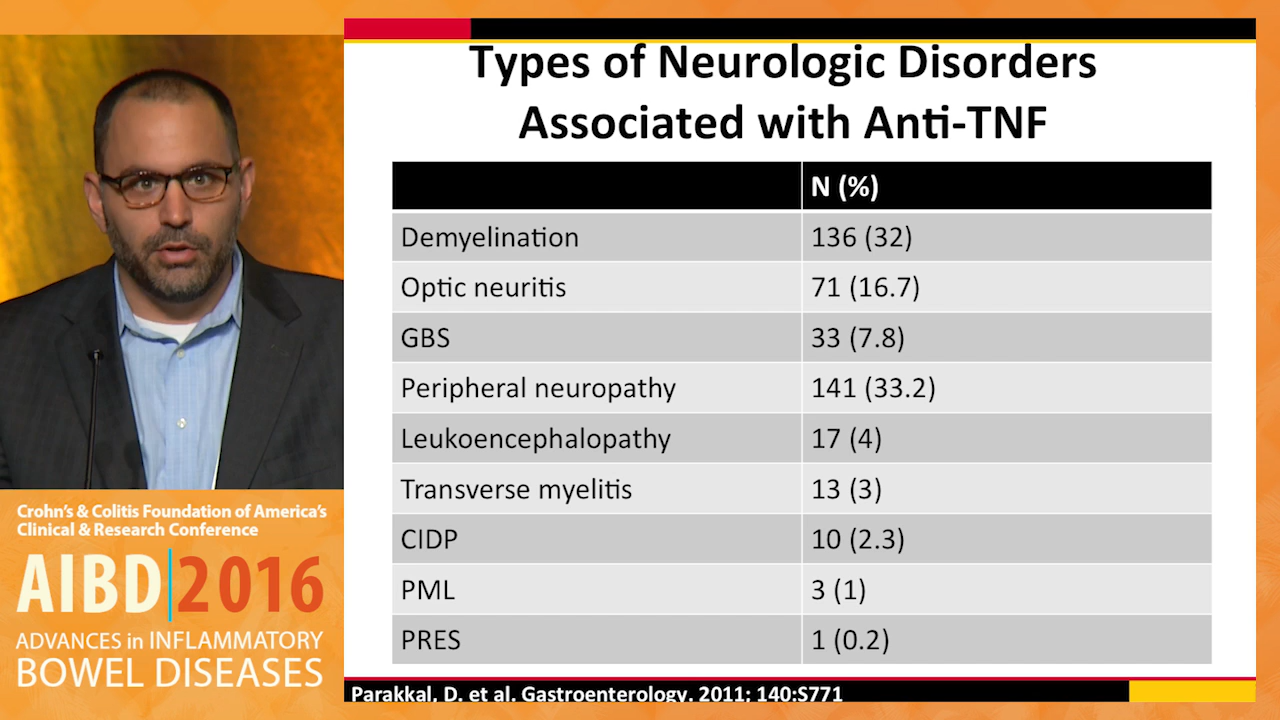 Types of Neurologic Disorders
Associated with Anti-TNF
N (%)
Demyelination 136 (32)
Optic neuritis 71 (16.7)
GBS 33 (7.8)
Peripheral neuropathy 141 (33.2)
Leukoencephalopathy 17 (4)
Transverse myelitis 13 (3)
CIDP 10 (2.3)
PML 3 (1)
PRES 1 (0.2)
Parakkal, D. et al. Gastroenterology. 2011; 140:S771
Crohn's & Colitis Foundation of America's
Clinical & Research Conference
AIBD|2016
ADVANCES in INFLAMMATORY
BOWEL DISEASES